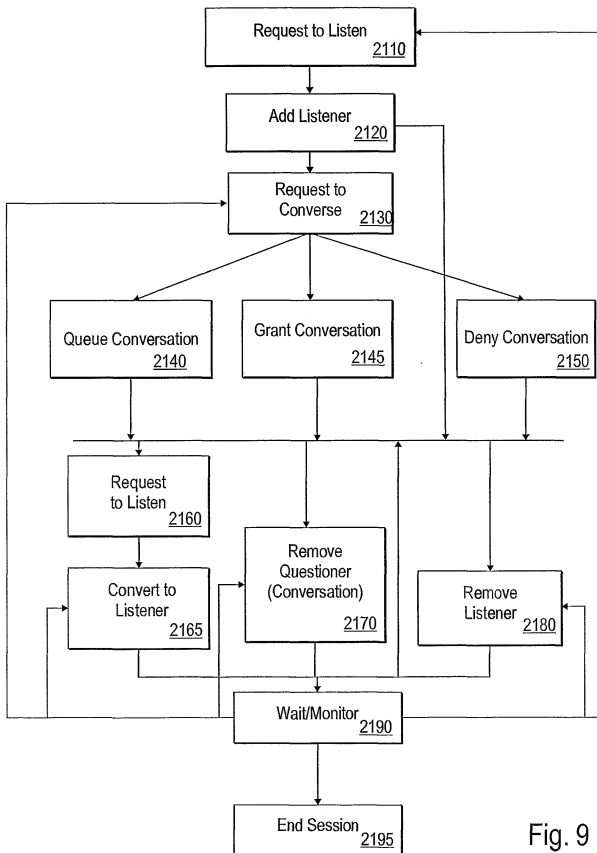 Request to Listen
2110
Add Listener
2120
Request to
Converse
2130
Queue Conversation
2140
Grant Conversation
2145
Deny Conversation
2150
Request
to Listen
2160
Convert to
Listener
2165
Remove
Questioner
(Conversation)
2170
Remove
Listener
2180
Wait/Monitor
2190
End Session
2195
Fig. 9